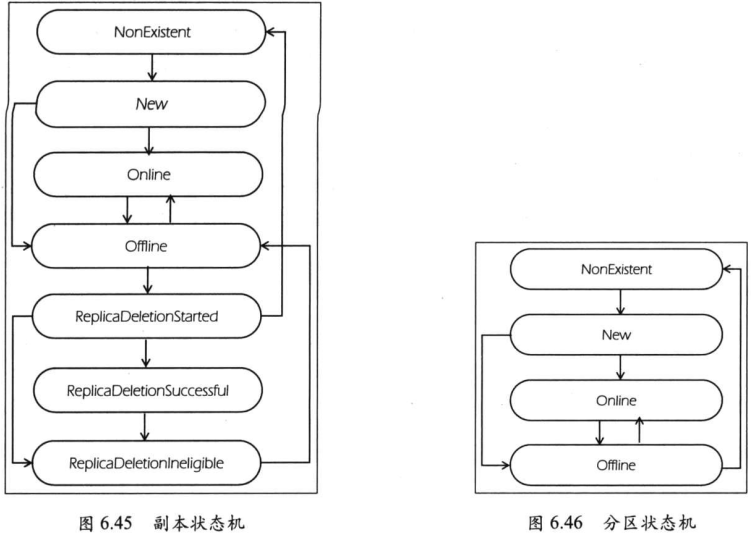 NonExistent
New
Online
Offline
ReplicaDeletionStarted
ReplicaDeletionSuccessful
ReplicaDeletionIneligible
图 6.45 副本状态机
NonExistent
New
Online
Offline
图 6.46 分区状态机